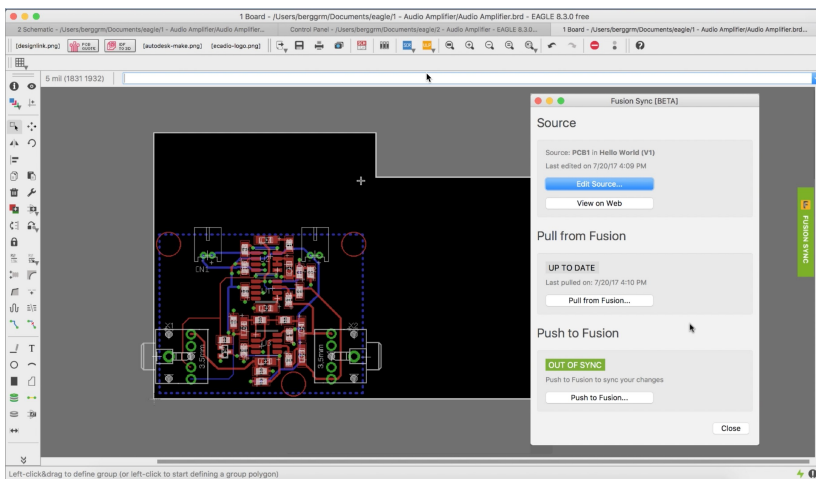 1 Board - /Users/berggrm/Documents/eagle/1 - Audio Amplifier/Audio Amplifier.brd - EAGLE 8.3.0 free
2 Schematic - /Users/berggrm/Documents/eagle/1 - Audio Amplifier/Audio Amplifier...
Control Panel - /Users/berggrm/Documents/eagle/2 - Audio Amplifier - EAGLE 8.3.0...
1 Board - /Users/berggrm/Documents/eagle/1 - Audio Amplifier/Audio Amplifier.brd...
[designlink.png]
PCB QUOTE
IDF TO 3D
[autodesk-make.png]
[ecadio-logo.png]
5 mil (1831 1932)
Fusion Sync [BETA]
Source
Source: PCB1 in Hello World (V1)
Last edited on 7/20/17 4:09 PM
Edit Source...
View on Web
Pull from Fusion
UP TO DATE
Last pulled on: 7/20/17 4:10 PM
Pull from Fusion...
Push to Fusion
OUT OF SYNC
Push to Fusion to sync your changes
Push to Fusion...
Close
FUSION SYNC
CN1
3,5mm
3,5mm
Left-click&drag to define group (or left-click to start defining a group polygon)